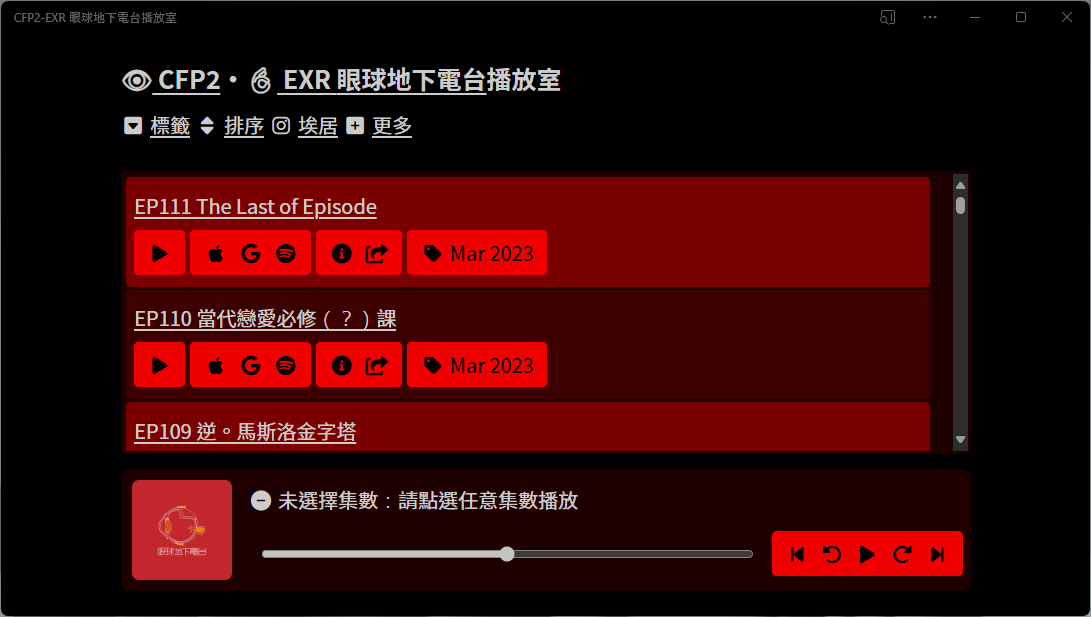 CFP2-EXR 眼球地下電台播放室
CFP2・ EXR 眼球地下電台播放室
標籤 排序 埃居 更多
EP111 The Last of Episode
Mar 2023
EP110 當代戀愛必修（？）課
Mar 2023
EP109 逆。馬斯洛金字塔
眼球地下電台
未選擇集數：請點選任意集數播放